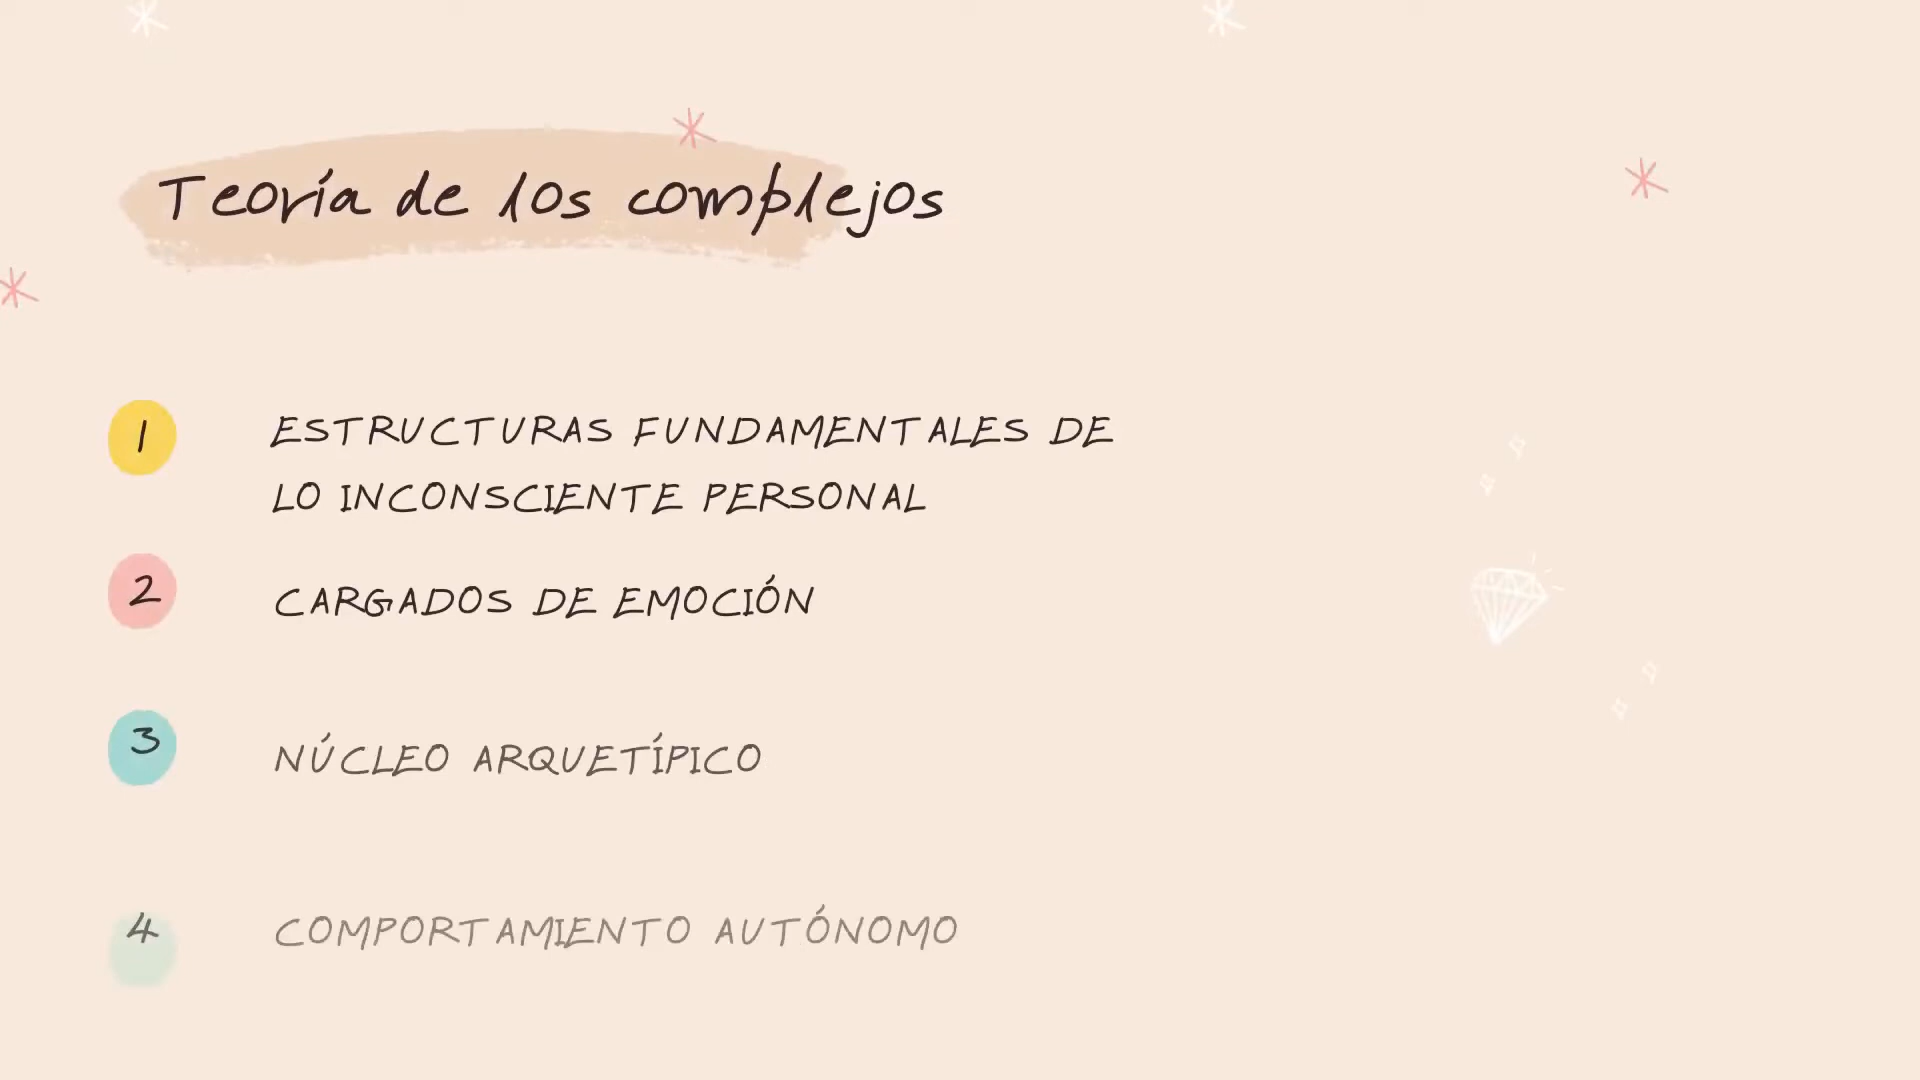 Teoría de los complejos
1 ESTRUCTURAS FUNDAMENTALES DE
LO INCONSCIENTE PERSONAL
2 CARGADOS DE EMOCIÓN
3 NÚCLEO ARQUETÍPICO
4 COMPORTAMIENTO AUTÓNOMO